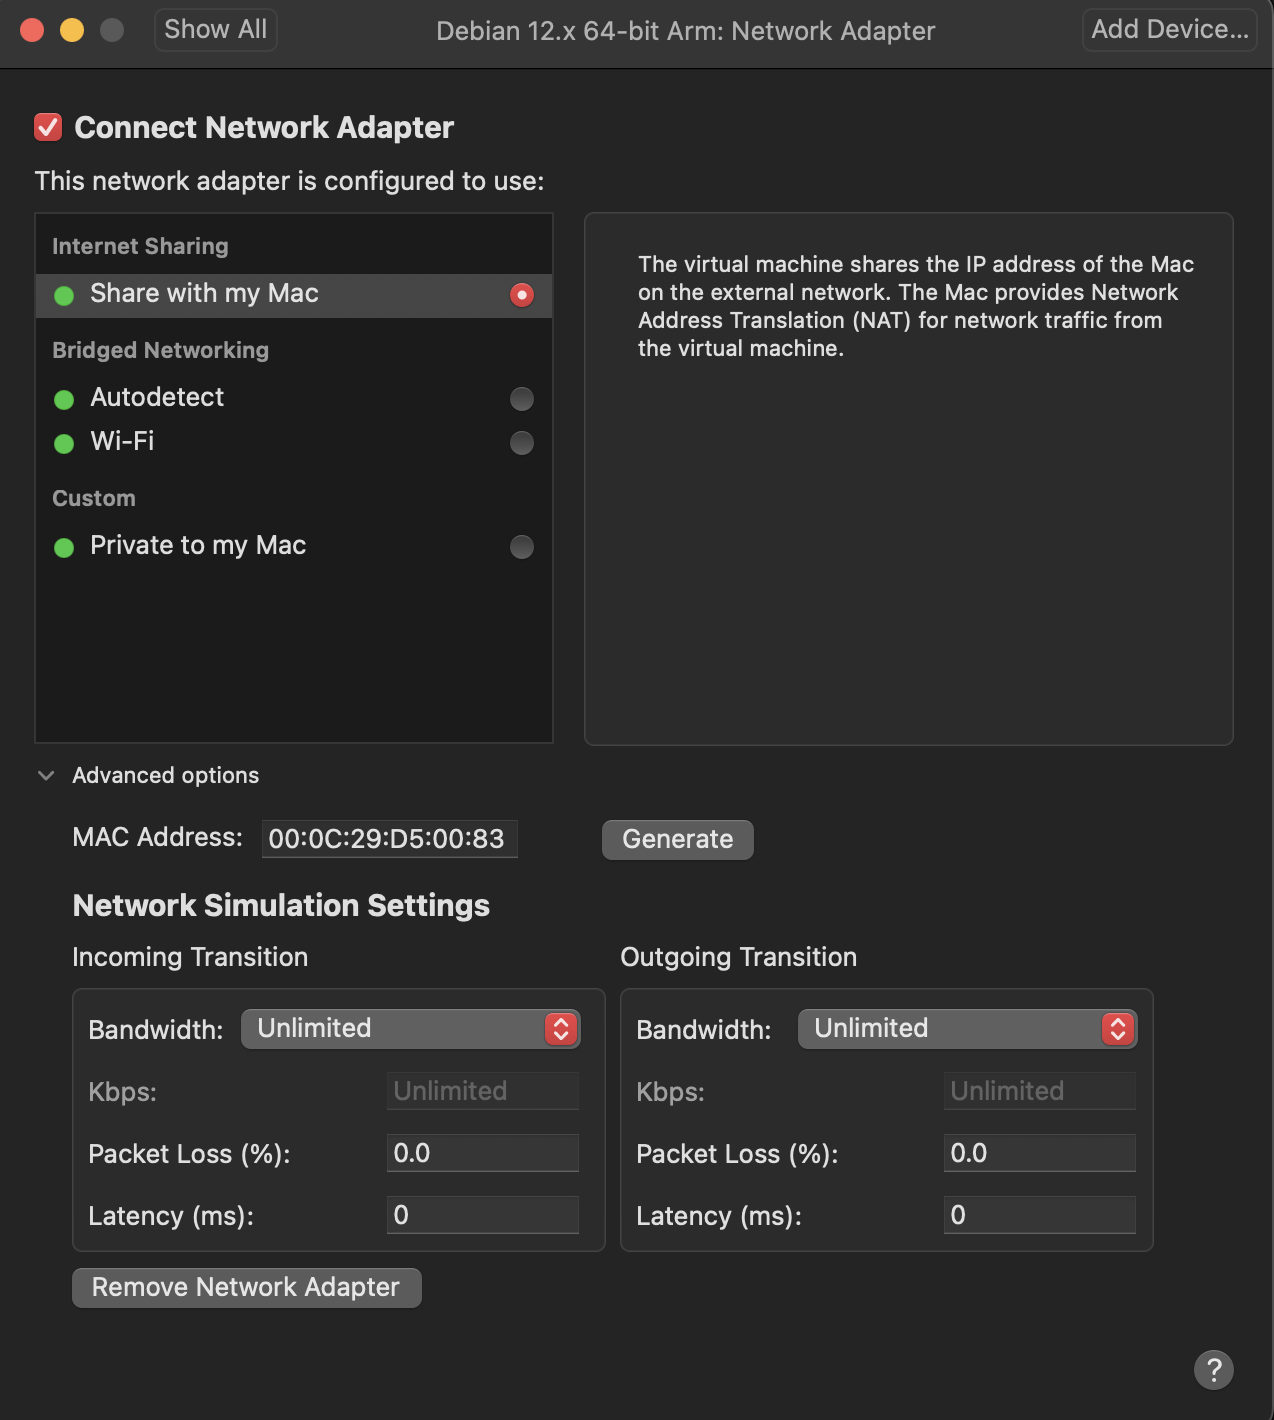 Show All
Debian 12.x 64-bit Arm: Network Adapter
Add Device...
Connect Network Adapter
This network adapter is configured to use:
Internet Sharing
Share with my Mac
Bridged Networking
Autodetect
Wi-Fi
Custom
Private to my Mac
The virtual machine shares the IP address of the Mac
on the external network. The Mac provides Network
Address Translation (NAT) for network traffic from
the virtual machine.
Advanced options
MAC Address: 00:0C:29:D5:00:83
Generate
Network Simulation Settings
Incoming Transition
Bandwidth: Unlimited
Kbps: Unlimited
Packet Loss (%): 0.0
Latency (ms): 0
Outgoing Transition
Bandwidth: Unlimited
Kbps: Unlimited
Packet Loss (%): 0.0
Latency (ms): 0
Remove Network Adapter
?